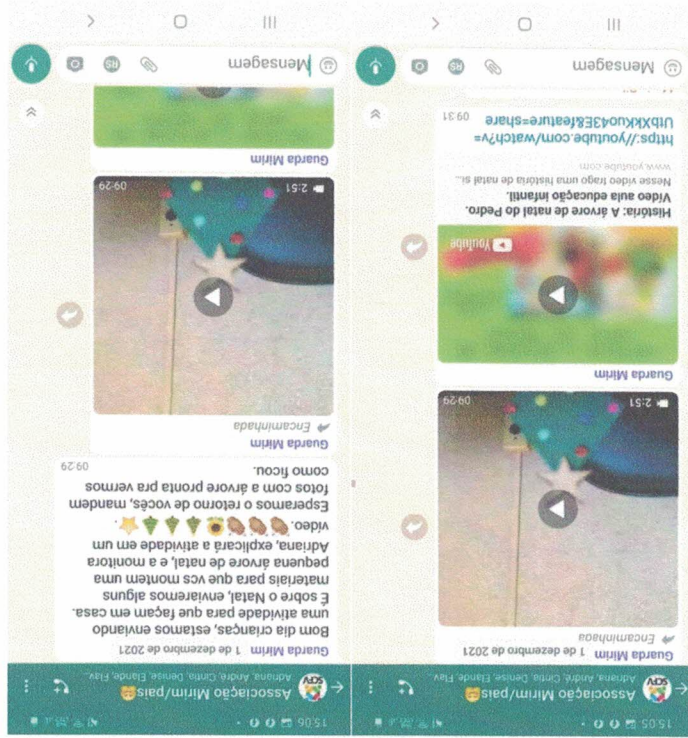 15:05
Associação Mirim/pais
Adriana, André, Cintia, Denise, Elande, Flav...
Guarda Mirim 1 de dezembro de 2021
Encaminhada
2:51 09:29
Guarda Mirim
YouTube
História: A árvore de natal do Pedro.
Vídeo aula educação infantil.
Nesse vídeo trago uma história de natal si...
www.youtube.com
https://youtube.com/watch?v=
UtbXkKuo43E&feature=share
09:31
Mensagem
15:06
Associação Mirim/pais
Adriana, André, Cintia, Denise, Elande, Flav...
Guarda Mirim 1 de dezembro de 2021
Bom dia crianças, estamos enviando
uma atividade para que façam em casa.
É sobre o Natal, enviaremos alguns
materiais para que vcs montem uma
pequena árvore de natal, e a monitora
Adriana, explicará a atividade em um
vídeo.
Esperamos o retorno de vocês, mandem
fotos com a árvore pronta pra vermos
como ficou. 09:29
Guarda Mirim
Encaminhada
2:51 09:29
Guarda Mirim
Mensagem